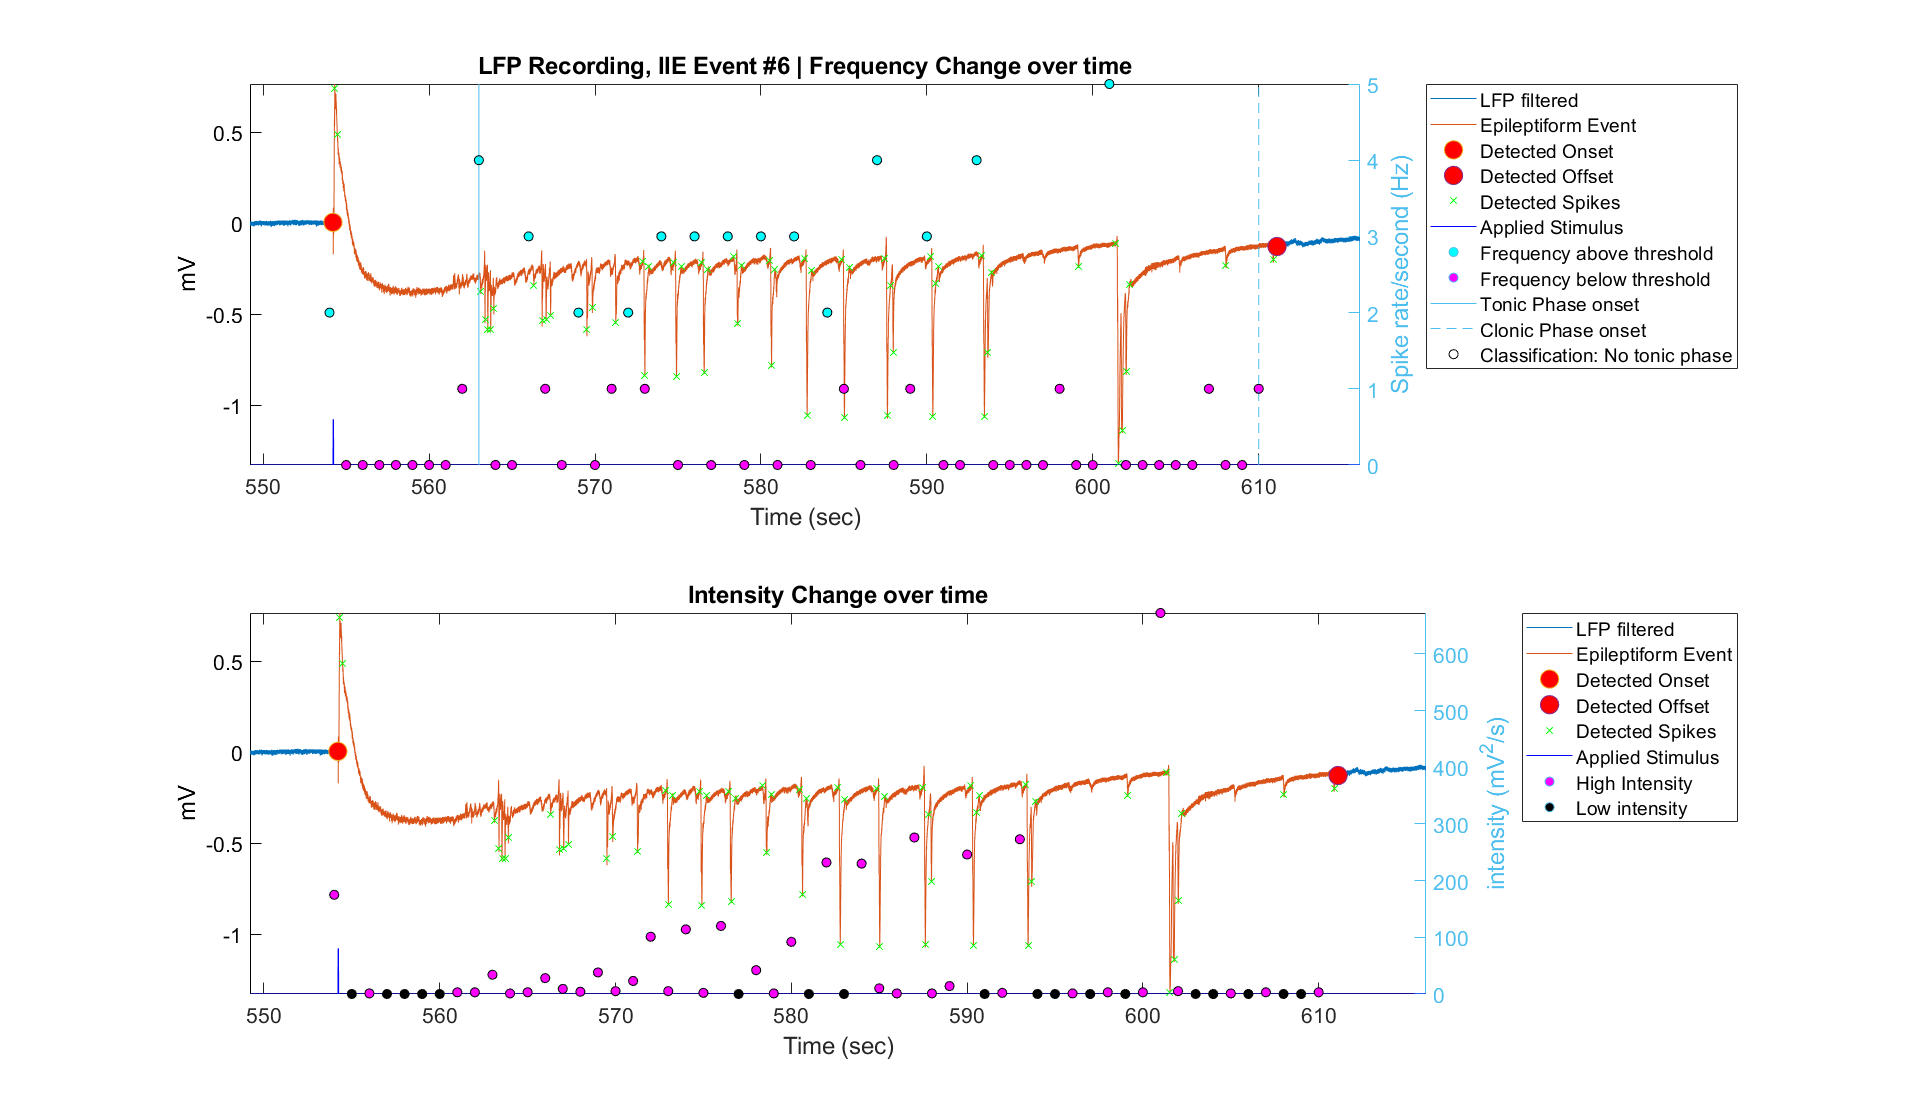 LFP Recording, IIE Event #6 | Frequency Change over time
0.5
0
-0.5
-1
mV
550
560
570
580
590
600
610
Time (sec)
5
4
3
2
1
0
Spike rate/second (Hz)
LFP filtered
Epileptiform Event
Detected Onset
Detected Offset
Detected Spikes
Applied Stimulus
Frequency above threshold
Frequency below threshold
Tonic Phase onset
Clonic Phase onset
Classification: No tonic phase
Intensity Change over time
0.5
0
-0.5
-1
mV
550
560
570
580
590
600
610
Time (sec)
600
500
400
300
200
100
0
intensity (mV²/s)
LFP filtered
Epileptiform Event
Detected Onset
Detected Offset
Detected Spikes
Applied Stimulus
High Intensity
Low intensity